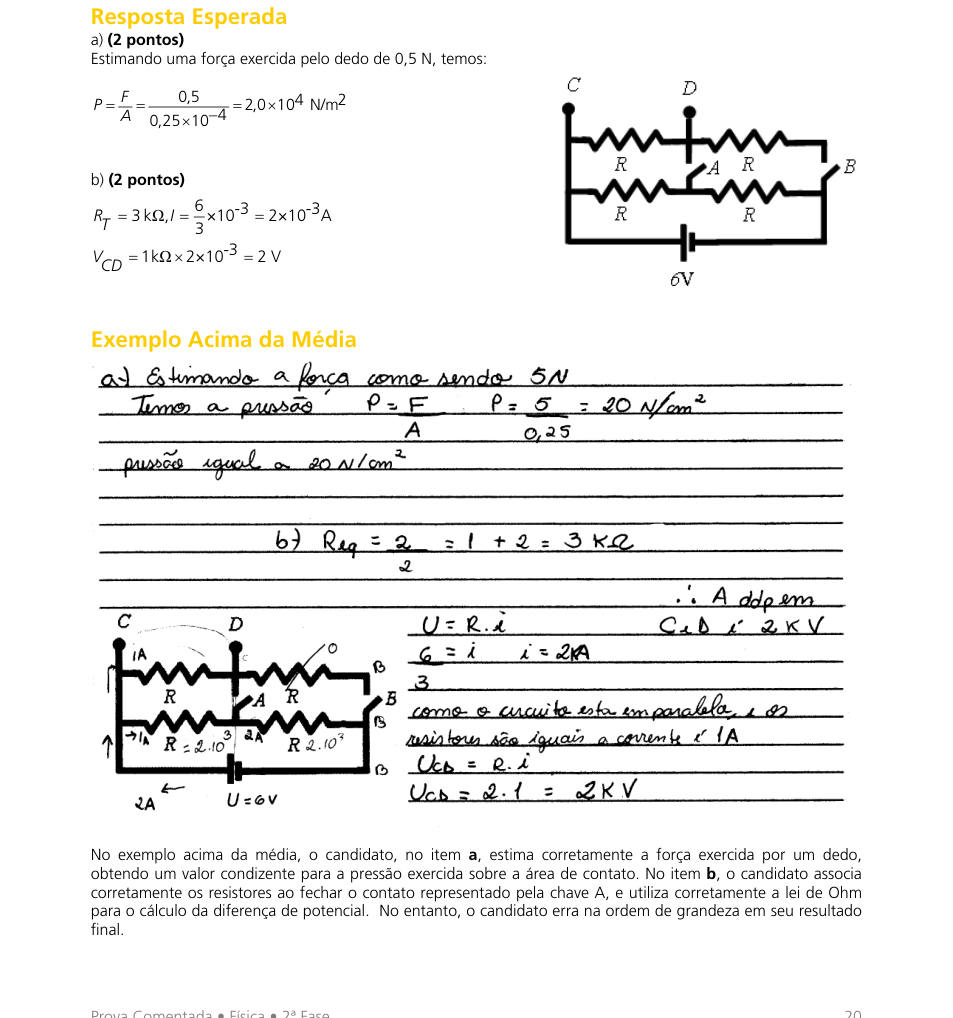 Resposta Esperada
a) (2 pontos)
Estimando uma força exercida pelo dedo de 0,5 N, temos:
P = F/A = 0,5/0,25×10–4 = 2,0×104 N/m2
b) (2 pontos)
RT = 3 kΩ, I = 6/3 ×10-3 = 2×10-3A
VCD = 1kΩ × 2×10-3 = 2 V
C D
R A R B
R R
6V
Exemplo Acima da Média
a) Estimando a força como sendo 5N
Temos a pressão P = F/A P = 5/0,25 = 20 N/cm2
pressão igual a 20 N/cm2
b) Req = 2/2 = 1 + 2 = 3 KΩ
∴ A ddp em
C e D é 2 KV
C D
1A 0 B
R A R B
→1A R = 2.103 2A R 2.103 B
B
2A U = 6V
U = R.i
6/3 = i i = 2KA
como o circuito esta em paralela, e os
resistores são iguais a corrente é 1A
UCD = R.i
UCD = 2.1 = 2KV
No exemplo acima da média, o candidato, no item a, estima corretamente a força exercida por um dedo,
obtendo um valor condizente para a pressão exercida sobre a área de contato. No item b, o candidato associa
corretamente os resistores ao fechar o contato representado pela chave A, e utiliza corretamente a lei de Ohm
para o cálculo da diferença de potencial. No entanto, o candidato erra na ordem de grandeza em seu resultado
final.
Prova Comentada • Física • 2ª Fase 20